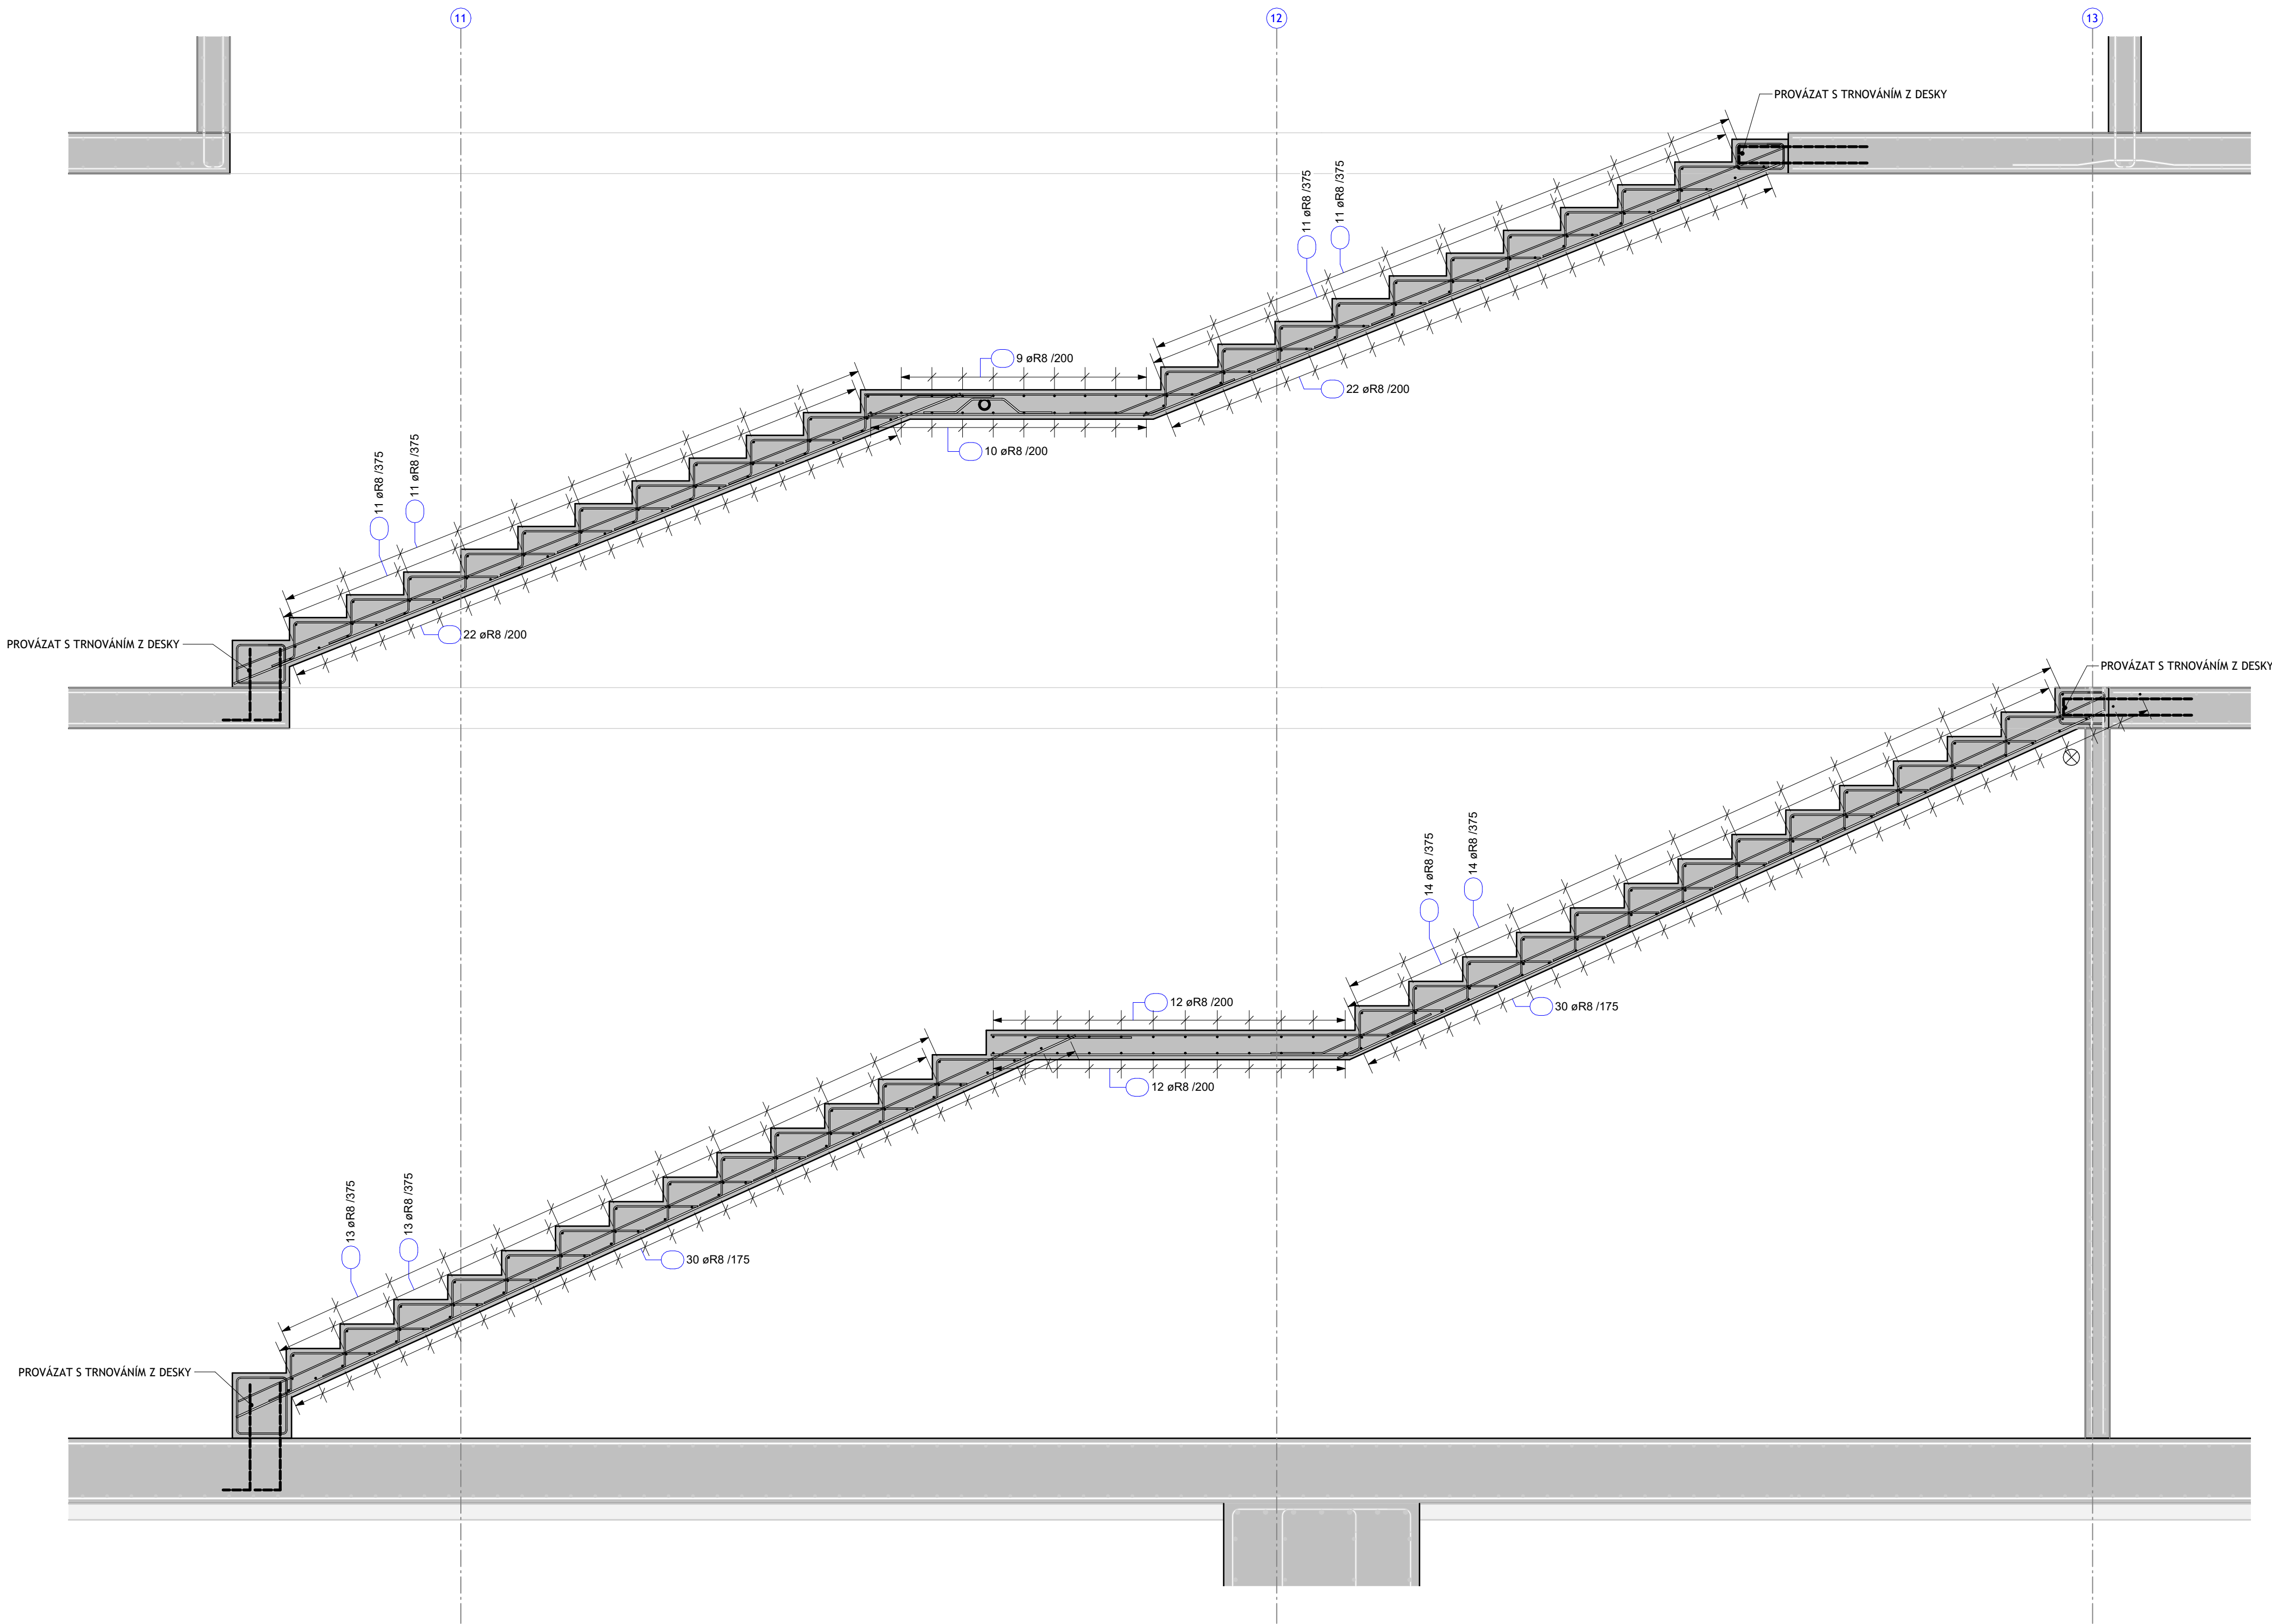 11
12
13
PROVÁZAT S TRNOVÁNÍM Z DESKY
11 øR8 /375
11 øR8 /375
9 øR8 /200
22 øR8 /200
10 øR8 /200
11 øR8 /375
11 øR8 /375
22 øR8 /200
PROVÁZAT S TRNOVÁNÍM Z DESKY
PROVÁZAT S TRNOVÁNÍM Z DESKY
14 øR8 /375
14 øR8 /375
12 øR8 /200
30 øR8 /175
12 øR8 /200
13 øR8 /375
13 øR8 /375
30 øR8 /175
PROVÁZAT S TRNOVÁNÍM Z DESKY